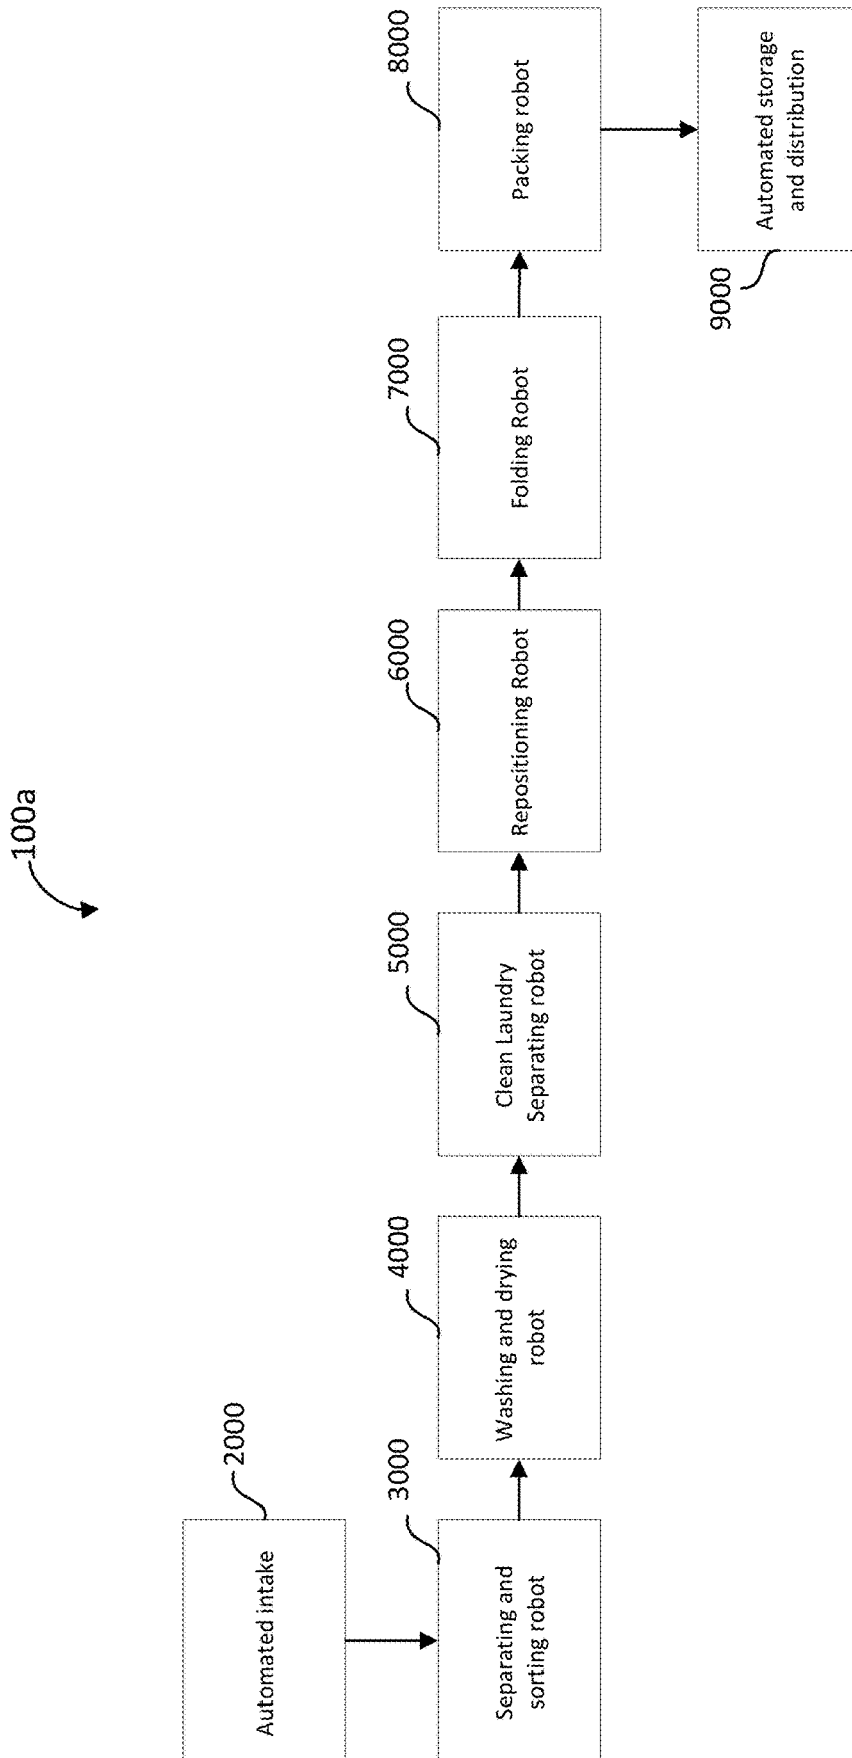 100a
2000
Automated intake
3000
Separating and
sorting robot
4000
Washing and drying
robot
5000
Clean Laundry
Separating robot
6000
Repositioning Robot
7000
Folding Robot
8000
Packing robot
9000
Automated storage
and distribution